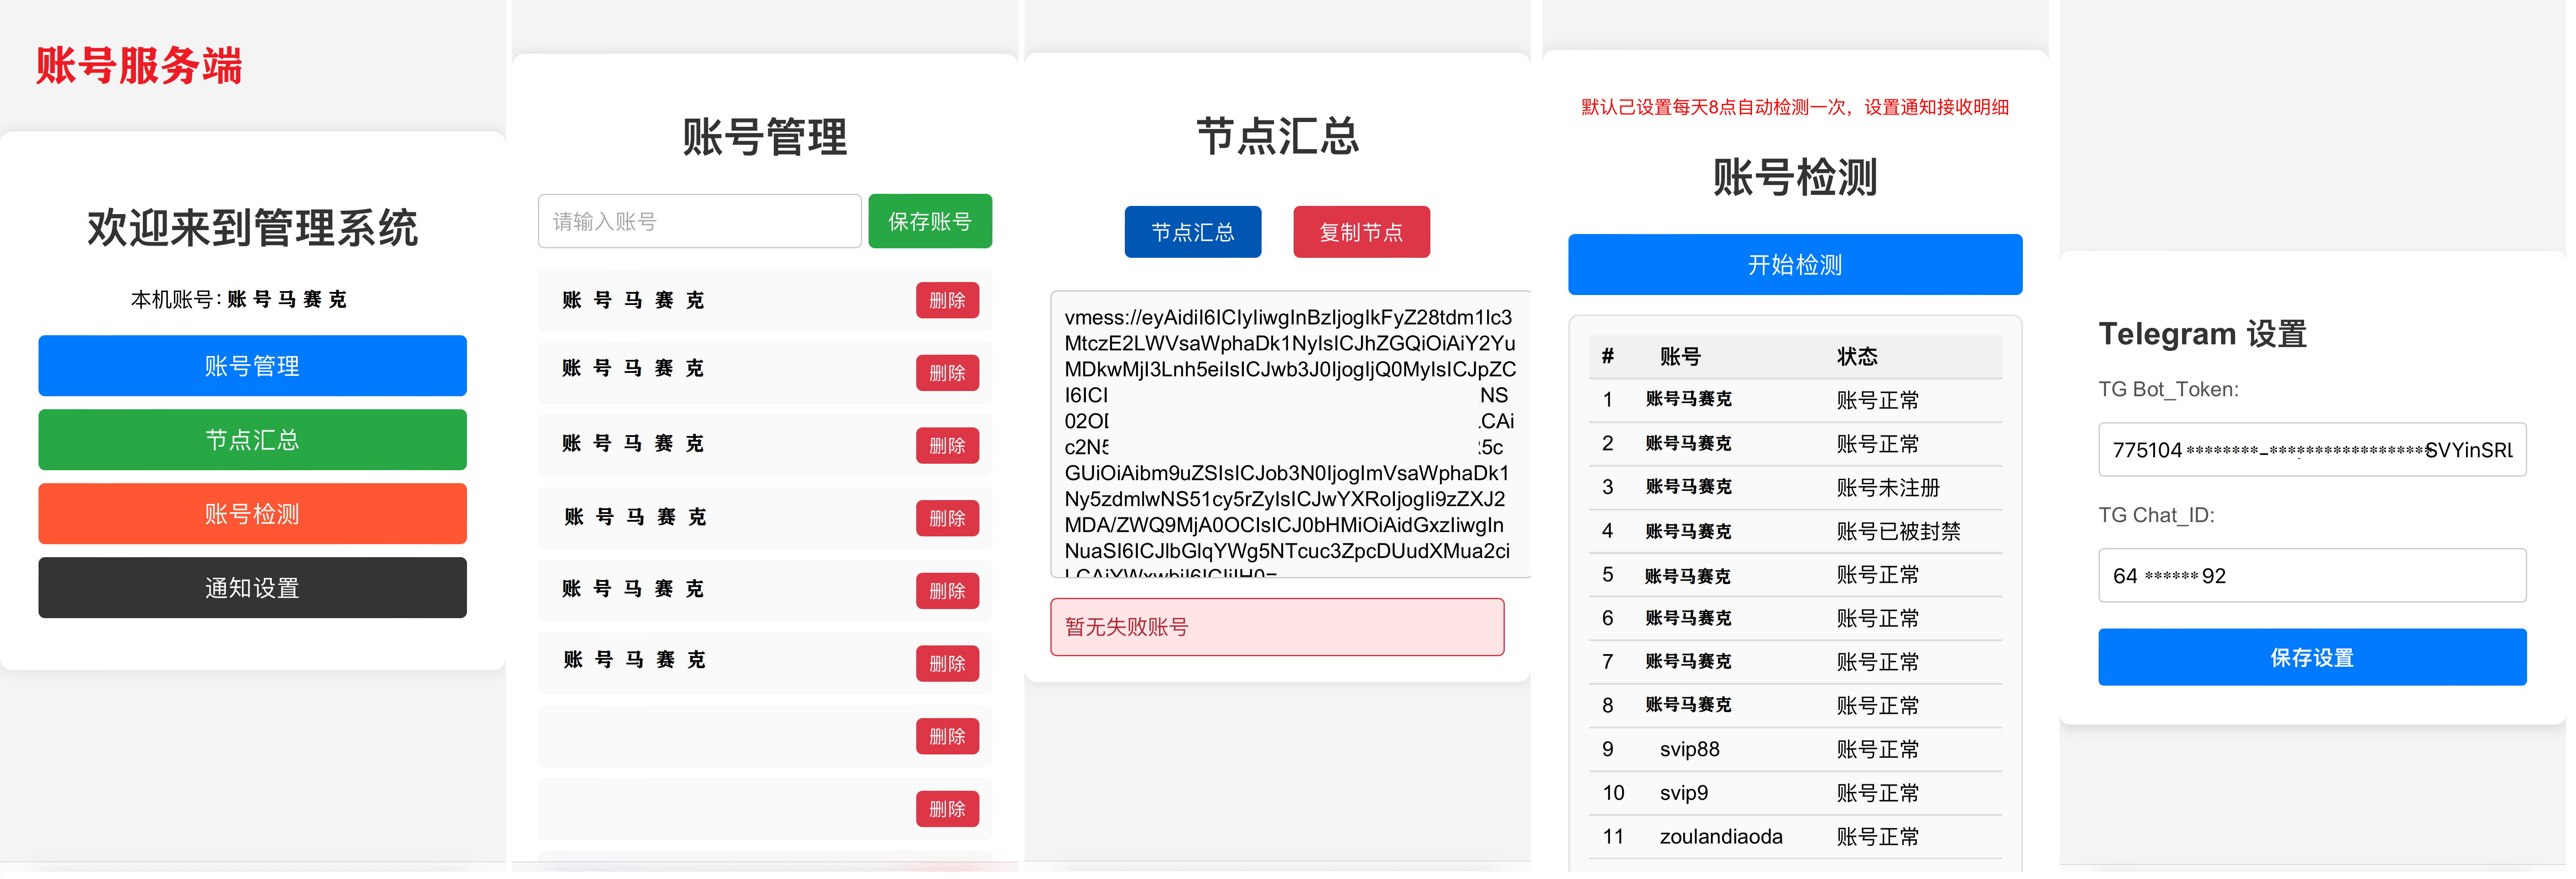 账号服务端
欢迎来到管理系统
本机账号: 账号马赛克
账号管理
节点汇总
账号检测
通知设置
账号管理
请输入账号 保存账号
账号马赛克 删除
账号马赛克 删除
账号马赛克 删除
账号马赛克 删除
账号马赛克 删除
账号马赛克 删除
删除
删除
节点汇总
节点汇总 复制节点
vmess://eyAidiI6ICIyIiwgInBzIjogIkFyZ28tdm1lc3
MtczE2LWVsaWphaDk1NyIsICJhZGQiOiAiY2Yu
MDkwMjI3Lnh5eiIsICJwb3J0IjogIjQ0MyIsICJpZC
I6ICI NS
02O CAi
c2N5 5c
GUiOiAibm9uZSIsICJob3N0IjogImVsaWphaDk1
Ny5zdmlwNS51cy5rZyIsICJwYXRoIjogIi9zZXJ2
MDA/ZWQ9MjA0OCIsICJ0bHMiOiAidGxzIiwgIn
NuaSI6ICJlbGlqYWg5NTcuc3ZpcDUudXMua2ci
LCAiYWxwbiI6ICIiIH0=
暂无失败账号
默认己设置每天8点自动检测一次，设置通知接收明细
账号检测
开始检测
# 账号 状态
1 账号马赛克 账号正常
2 账号马赛克 账号正常
3 账号马赛克 账号未注册
4 账号马赛克 账号已被封禁
5 账号马赛克 账号正常
6 账号马赛克 账号正常
7 账号马赛克 账号正常
8 账号马赛克 账号正常
9 svip88 账号正常
10 svip9 账号正常
11 zoulandiaoda 账号正常
Telegram 设置
TG Bot_Token:
775104********-******************SVYinSRL
TG Chat_ID:
64 ****** 92
保存设置